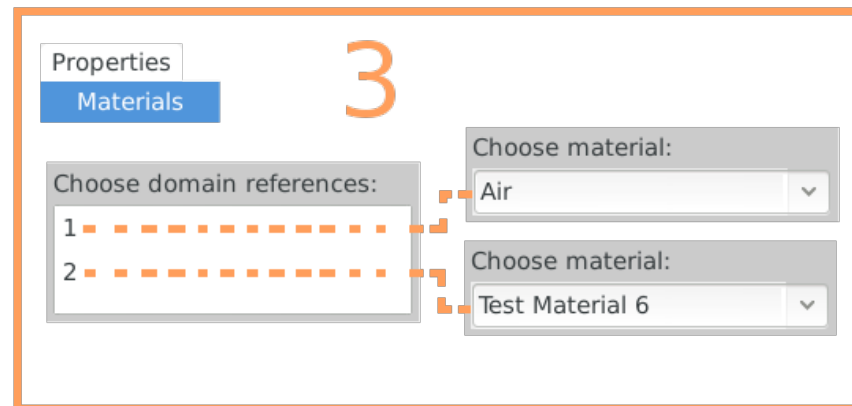 Properties
Materials
3
Choose domain references:
1
2
Choose material:
Air
Choose material:
Test Material 6